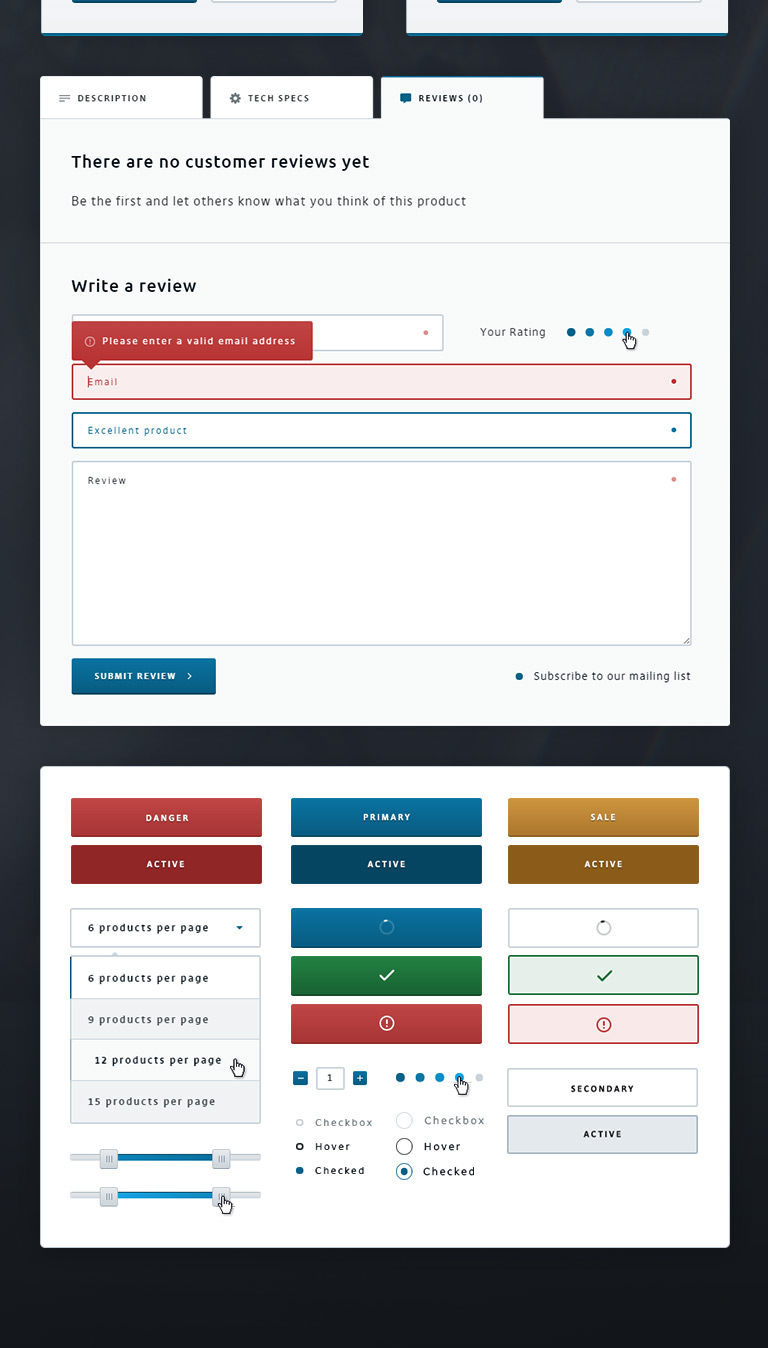 DESCRIPTION
TECH SPECS
REVIEWS (0)
There are no customer reviews yet
Be the first and let others know what you think of this product
Write a review
Please enter a valid email address
Your Rating
Email
Excellent product
Review
SUBMIT REVIEW
Subscribe to our mailing list
DANGER
PRIMARY
SALE
ACTIVE
ACTIVE
ACTIVE
6 products per page
6 products per page
9 products per page
12 products per page
15 products per page
1
SECONDARY
ACTIVE
Checkbox
Checkbox
Hover
Hover
Checked
Checked